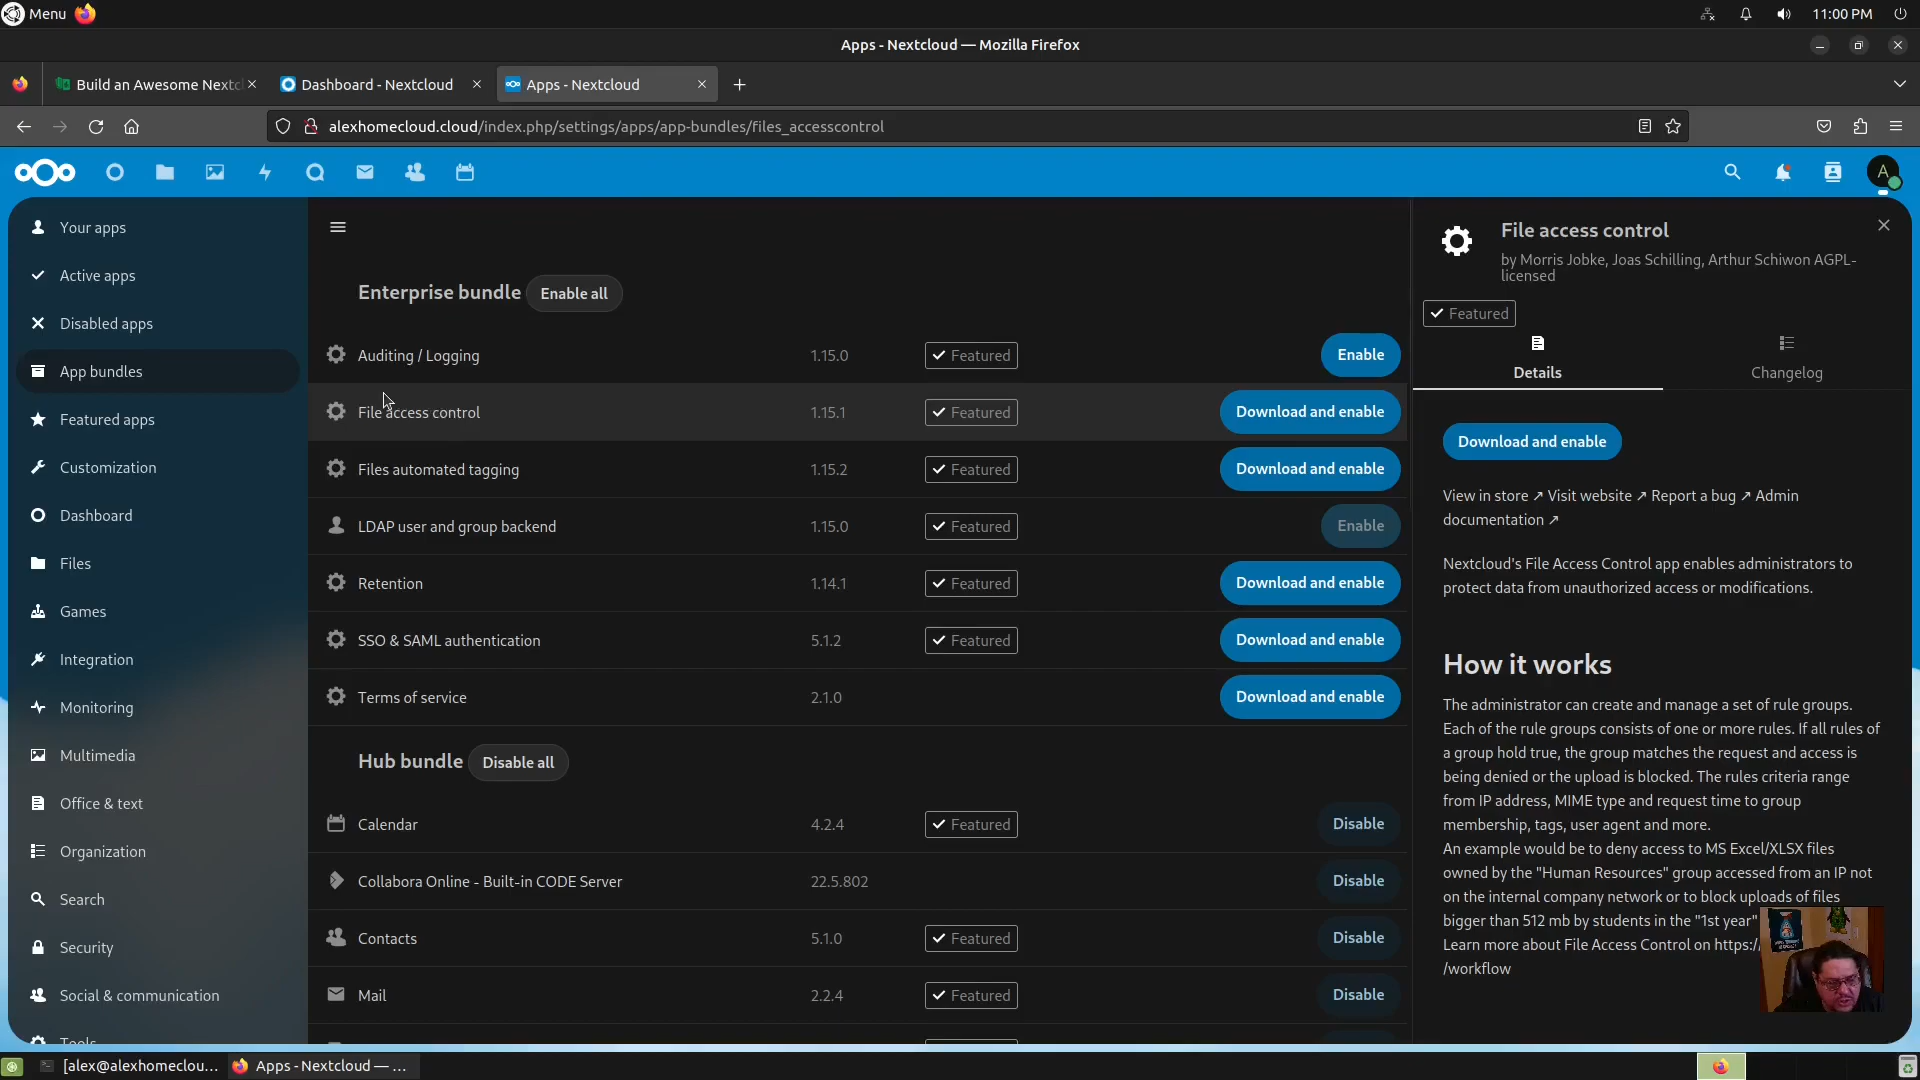 Menu
11:00 PM
Apps - Nextcloud — Mozilla Firefox
Build an Awesome Nextc
Dashboard - Nextcloud
Apps - Nextcloud
alexhomecloud.cloud/index.php/settings/apps/app-bundles/files_accesscontrol
A
Your apps
Active apps
Disabled apps
App bundles
Featured apps
Customization
Dashboard
Files
Games
Integration
Monitoring
Multimedia
Office & text
Organization
Search
Security
Social & communication
Tools
Enterprise bundle Enable all
Auditing / Logging 1.15.0 Featured Enable
File access control 1.15.1 Featured Download and enable
Files automated tagging 1.15.2 Featured Download and enable
LDAP user and group backend 1.15.0 Featured Enable
Retention 1.14.1 Featured Download and enable
SSO & SAML authentication 5.1.2 Featured Download and enable
Terms of service 2.1.0 Download and enable
Hub bundle Disable all
Calendar 4.2.4 Featured Disable
Collabora Online - Built-in CODE Server 22.5.802 Disable
Contacts 5.1.0 Featured Disable
Mail 2.2.4 Featured Disable
File access control
by Morris Jobke, Joas Schilling, Arthur Schiwon AGPL-
licensed
Featured
Details
Changelog
Download and enable
View in store ↗ Visit website ↗ Report a bug ↗ Admin
documentation ↗
Nextcloud's File Access Control app enables administrators to
protect data from unauthorized access or modifications.
How it works
The administrator can create and manage a set of rule groups.
Each of the rule groups consists of one or more rules. If all rules of
a group hold true, the group matches the request and access is
being denied or the upload is blocked. The rules criteria range
from IP address, MIME type and request time to group
membership, tags, user agent and more.
An example would be to deny access to MS Excel/XLSX files
owned by the "Human Resources" group accessed from an IP not
on the internal company network or to block uploads of files
bigger than 512 mb by students in the "1st year"
Learn more about File Access Control on https:/
/workflow
[alex@alexhomeclou...
Apps - Nextcloud — ...